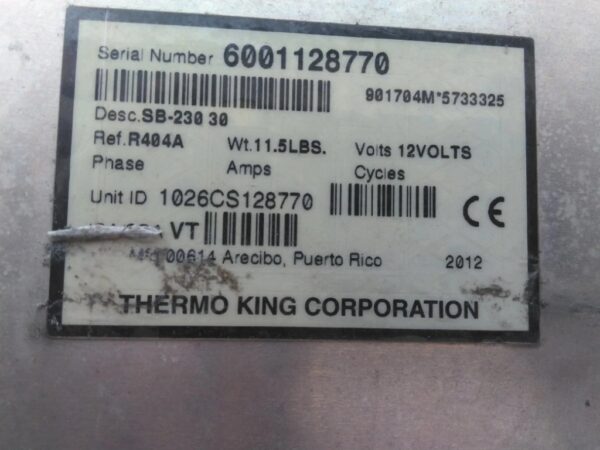 Serial Number 6001128770
901704M*5733325
Desc.SB-230 30
Ref.R404A Wt.11.5LBS. Volts 12VOLTS
Phase Amps Cycles
Unit ID 1026CS128770 CE
VT
00614 Arecibo, Puerto Rico 2012
THERMO KING CORPORATION